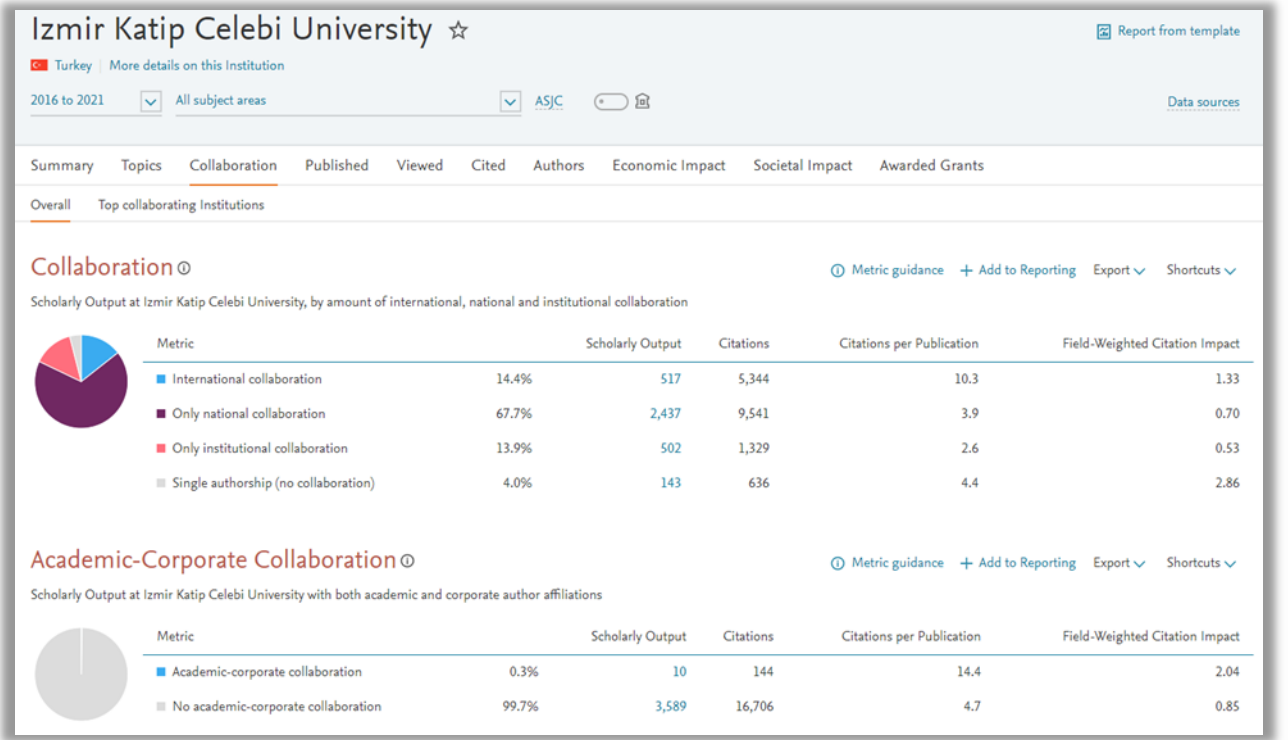 Izmir Katip Celebi University
Report from template
Turkey | More details on this Institution
2016 to 2021 All subject areas ASJC Data sources
Summary Topics Collaboration Published Viewed Cited Authors Economic Impact Societal Impact Awarded Grants
Overall Top collaborating Institutions
Collaboration
Metric guidance + Add to Reporting Export Shortcuts
Scholarly Output at Izmir Katip Celebi University, by amount of international, national and institutional collaboration
Metric Scholarly Output Citations Citations per Publication Field-Weighted Citation Impact
International collaboration 14.4% 517 5,344 10.3 1.33
Only national collaboration 67.7% 2,437 9,541 3.9 0.70
Only institutional collaboration 13.9% 502 1,329 2.6 0.53
Single authorship (no collaboration) 4.0% 143 636 4.4 2.86
Academic-Corporate Collaboration
Metric guidance + Add to Reporting Export Shortcuts
Scholarly Output at Izmir Katip Celebi University with both academic and corporate author affiliations
Metric Scholarly Output Citations Citations per Publication Field-Weighted Citation Impact
Academic-corporate collaboration 0.3% 10 144 14.4 2.04
No academic-corporate collaboration 99.7% 3,589 16,706 4.7 0.85